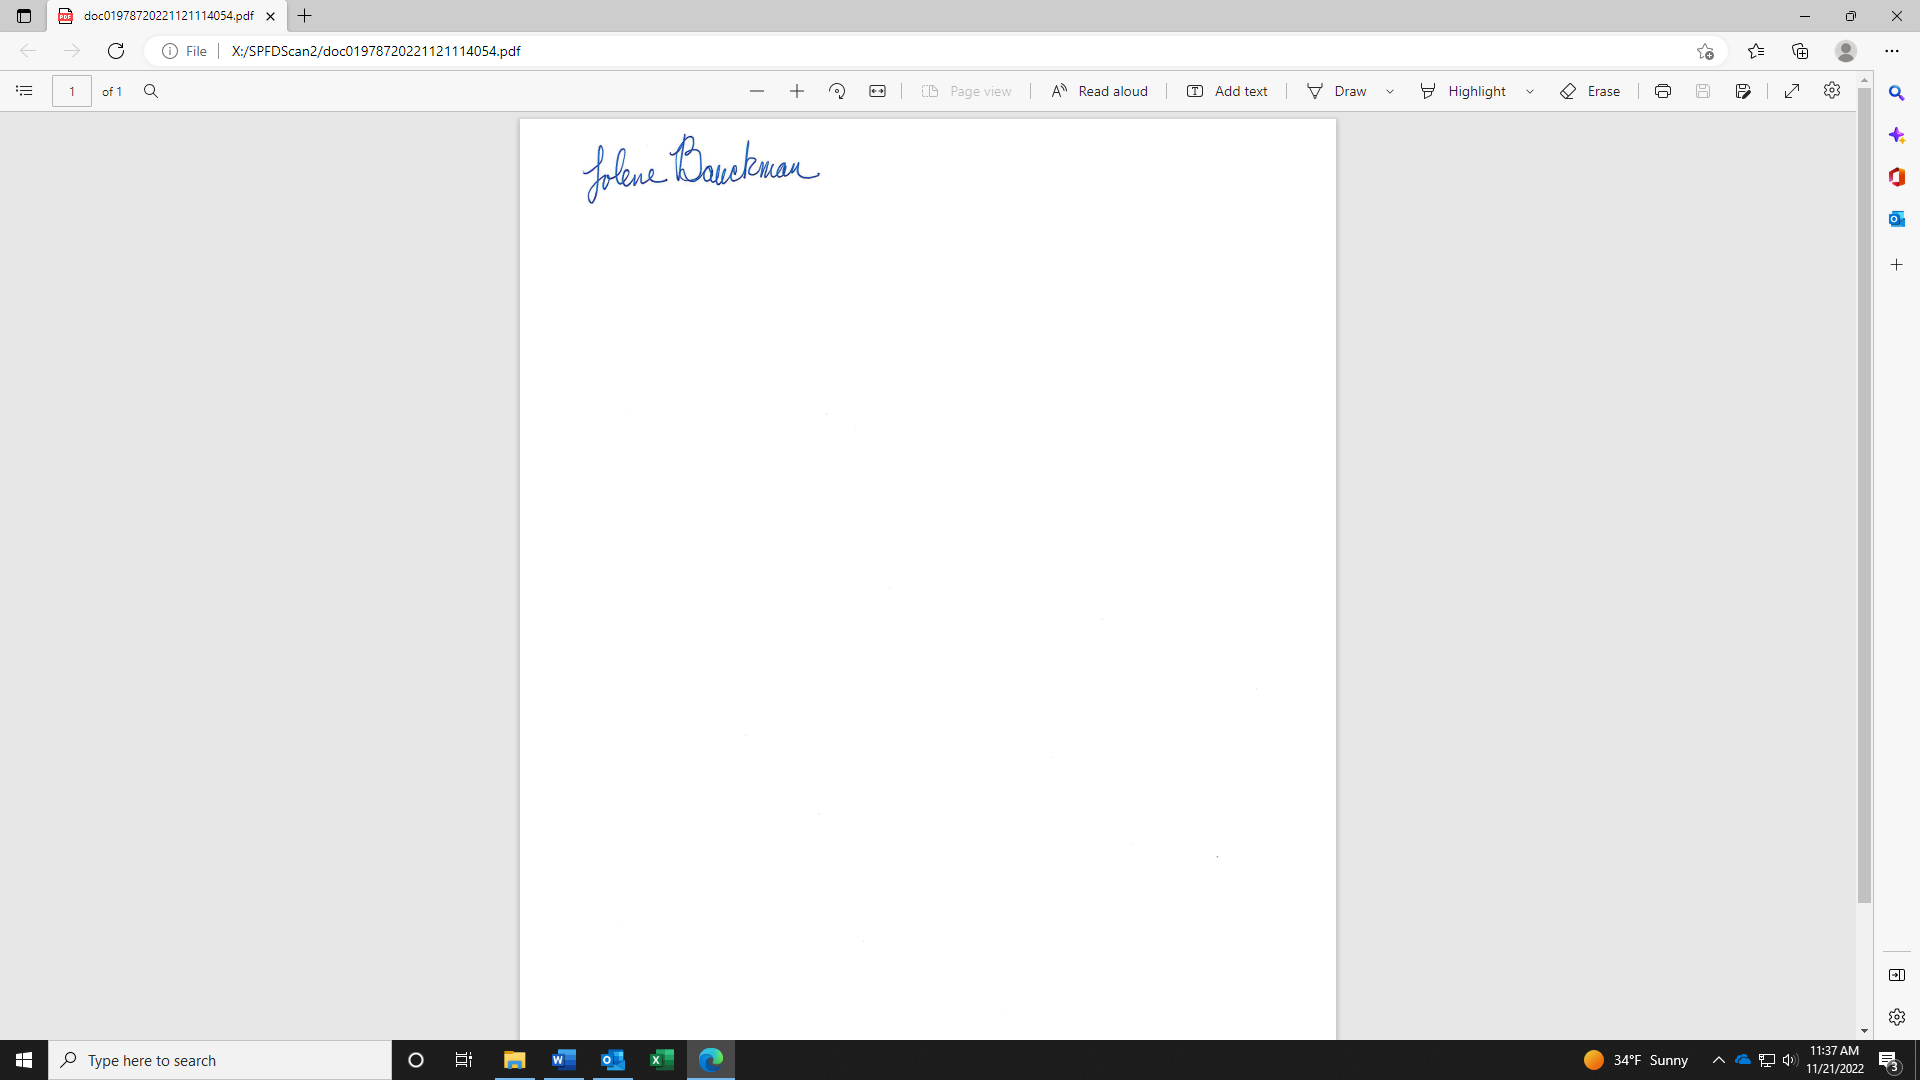 doc01978720221121114054.pdf
File X:/SPFDScan2/doc01978720221121114054.pdf
1 of 1 Page view Read aloud Add text Draw Highlight Erase
Jolene Bauckman
Type here to search 34°F Sunny 11:37 AM
11/21/2022 3